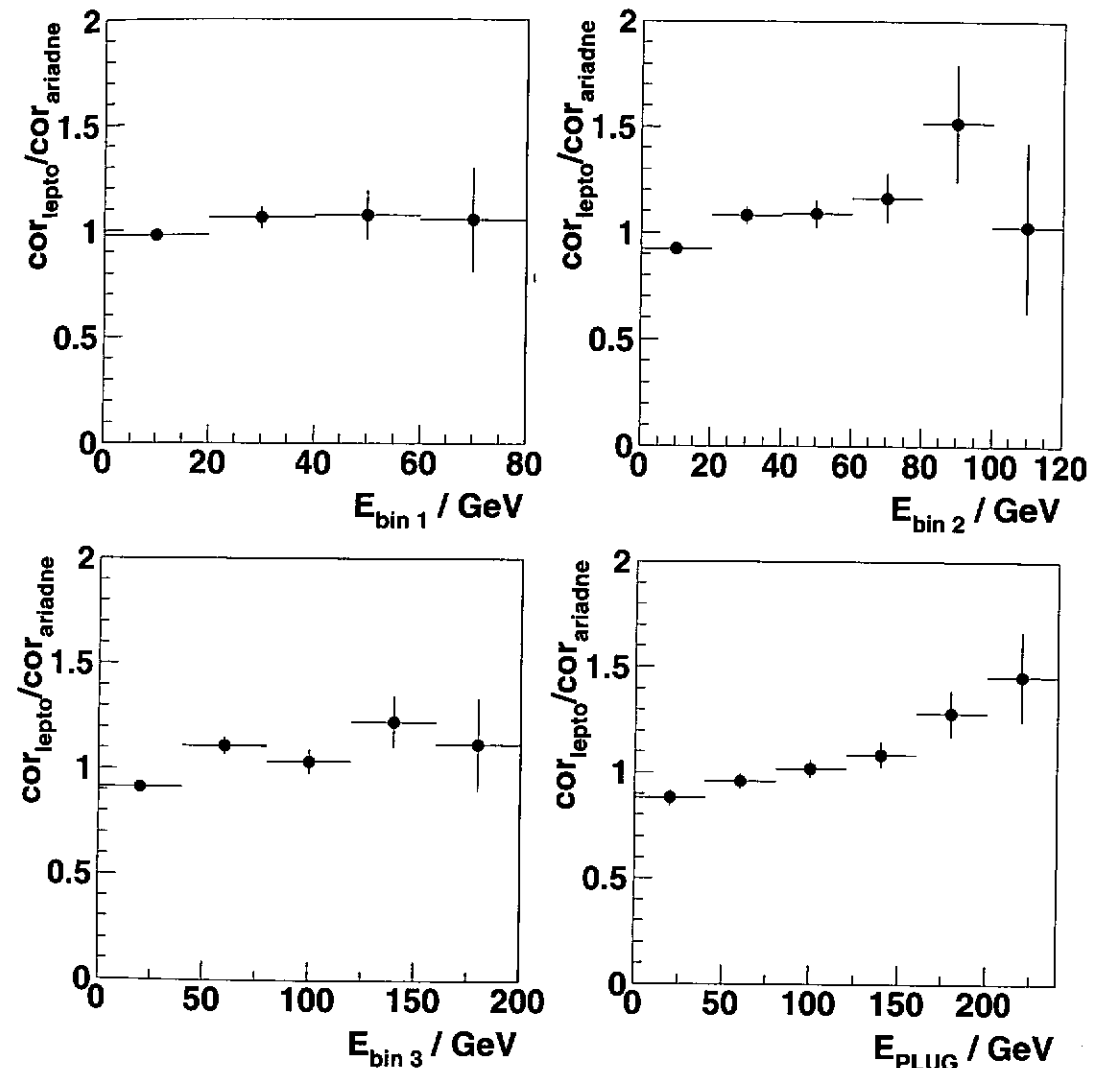 cor_lepto/cor_ariadne
2
1.5
1
0.5
0
0 20 40 60 80
E_bin 1 / GeV
cor_lepto/cor_ariadne
2
1.5
1
0.5
0
0 20 40 60 80 100 120
E_bin 2 / GeV
cor_lepto/cor_ariadne
2
1.5
1
0.5
0
0 50 100 150 200
E_bin 3 / GeV
cor_lepto/cor_ariadne
2
1.5
1
0.5
0
0 50 100 150 200
E_PLUG / GeV